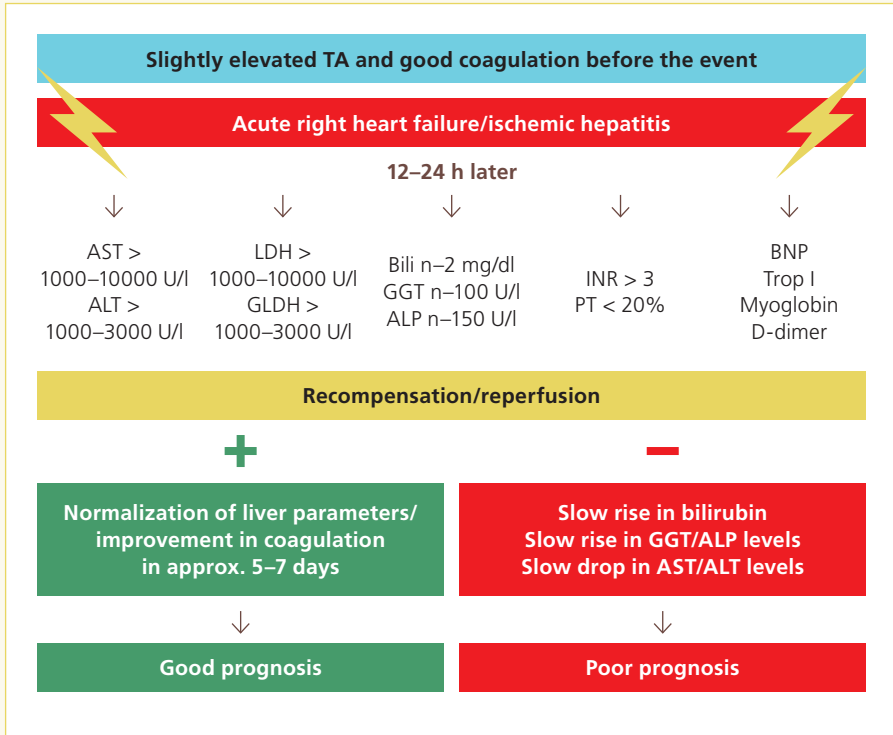 Slightly elevated TA and good coagulation before the event
Acute right heart failure/ischemic hepatitis
12–24 h later
AST >
1000–10000 U/l
ALT >
1000–3000 U/l
LDH >
1000–10000 U/l
GLDH >
1000–3000 U/l
Bili n–2 mg/dl
GGT n–100 U/l
ALP n–150 U/l
INR > 3
PT < 20%
BNP
Trop I
Myoglobin
D-dimer
Recompensation/reperfusion
+
–
Normalization of liver parameters/
improvement in coagulation
in approx. 5–7 days
Slow rise in bilirubin
Slow rise in GGT/ALP levels
Slow drop in AST/ALT levels
Good prognosis
Poor prognosis